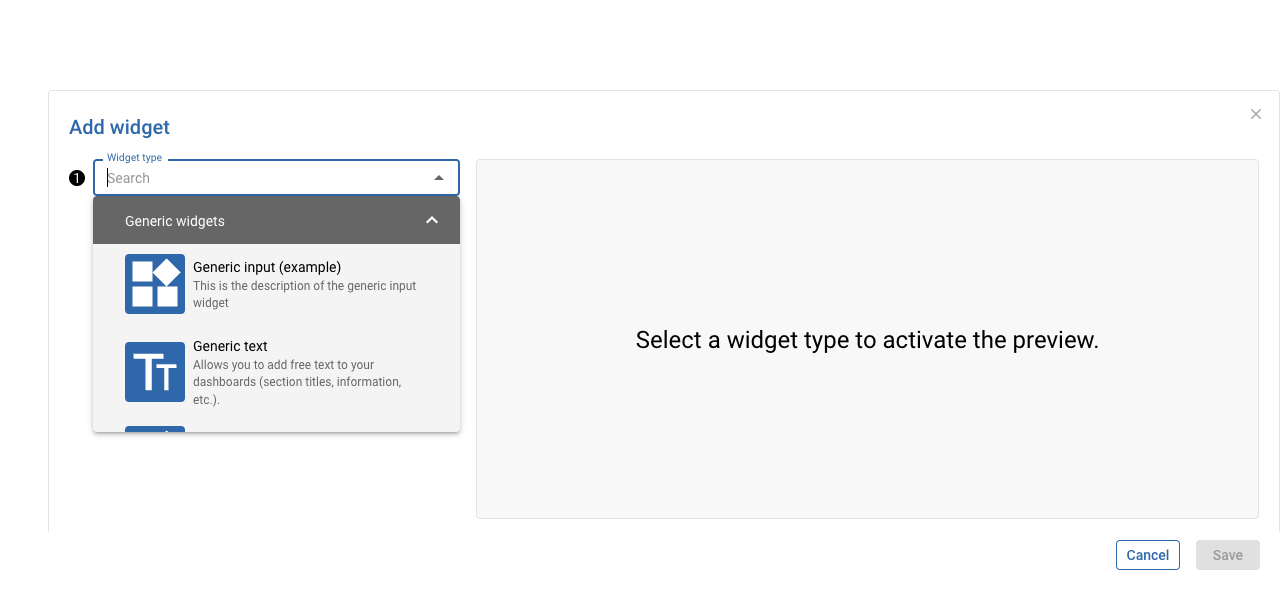 Add widget
Widget type
1
Search
Generic widgets
Generic input (example)
This is the description of the generic input
widget
Generic text
Allows you to add free text to your
dashboards (section titles, information,
etc.).
Select a widget type to activate the preview.
Cancel
Save